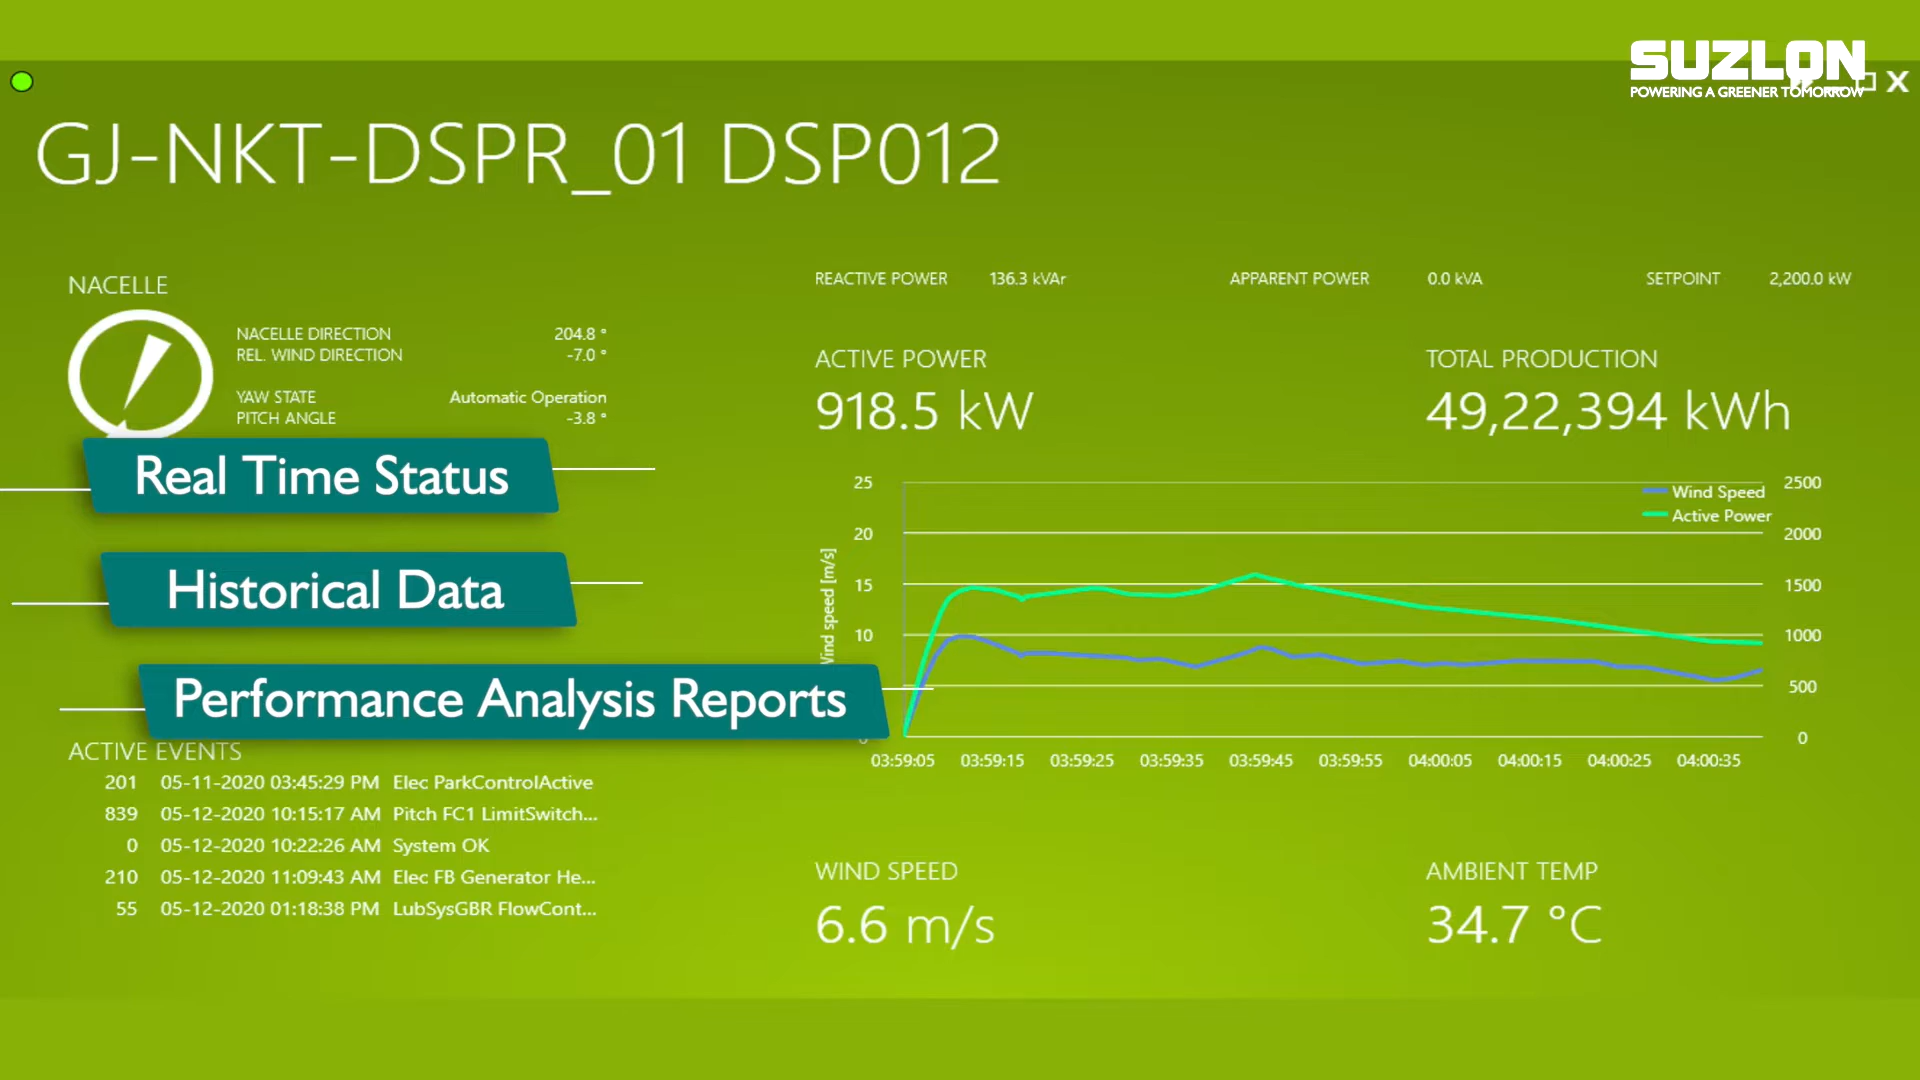 SUZLON
POWERING A GREENER TOMORROW
X
GJ-NKT-DSPR_01 DSP012
NACELLE
NACELLE DIRECTION 204.8 °
REL. WIND DIRECTION -7.0 °
YAW STATE Automatic Operation
PITCH ANGLE -3.8 °
Real Time Status
Historical Data
Performance Analysis Reports
ACTIVE EVENTS
201 05-11-2020 03:45:29 PM Elec ParkControlActive
839 05-12-2020 10:15:17 AM Pitch FC1 LimitSwitch...
0 05-12-2020 10:22:26 AM System OK
210 05-12-2020 11:09:43 AM Elec FB Generator He...
55 05-12-2020 01:18:38 PM LubSysGBR FlowCont...
REACTIVE POWER 136.3 kVAr APPARENT POWER 0.0 kVA SETPOINT 2,200.0 kW
ACTIVE POWER
918.5 kW
TOTAL PRODUCTION
49,22,394 kWh
Wind speed [m/s]
25
20
15
10
Wind Speed
Active Power
2500
2000
1500
1000
500
0
03:59:05 03:59:15 03:59:25 03:59:35 03:59:45 03:59:55 04:00:05 04:00:15 04:00:25 04:00:35
WIND SPEED
6.6 m/s
AMBIENT TEMP
34.7 °C